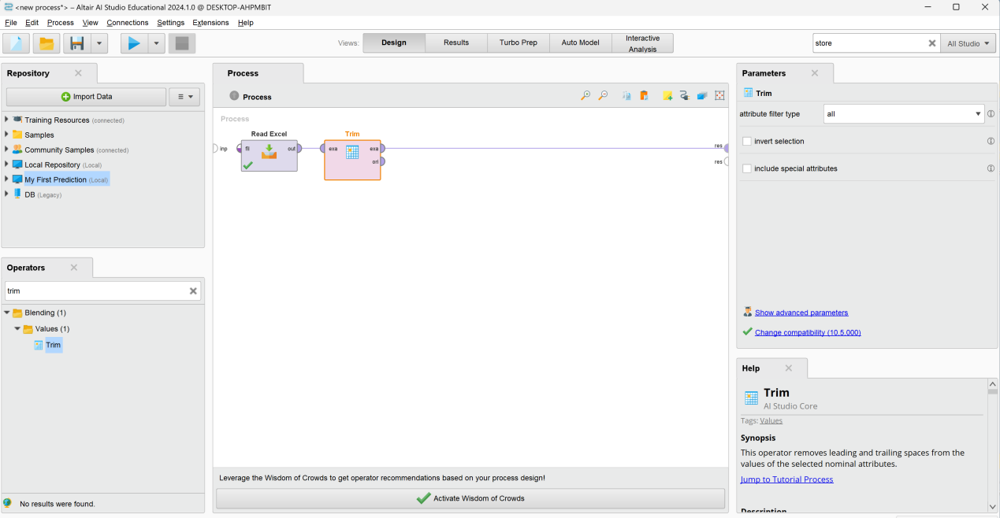 <new process*> – Altair AI Studio Educational 2024.1.0 @ DESKTOP-AHPMBIT
File Edit Process View Connections Settings Extensions Help
Views: Design Results Turbo Prep Auto Model Interactive Analysis
store All Studio
Repository
Import Data
Training Resources (connected)
Samples
Community Samples (connected)
Local Repository (Local)
My First Prediction (Local)
DB (Legacy)
Operators
trim
Blending (1)
Values (1)
Trim
No results were found.
Process
Process
Process
Read Excel
Trim
inp fil out exa exa res
ori res
Leverage the Wisdom of Crowds to get operator recommendations based on your process design!
Activate Wisdom of Crowds
Parameters
Trim
attribute filter type all
invert selection
include special attributes
Show advanced parameters
Change compatibility (10.5.000)
Help
Trim
AI Studio Core
Tags: Values
Synopsis
This operator removes leading and trailing spaces from the
values of the selected nominal attributes.
Jump to Tutorial Process
Description